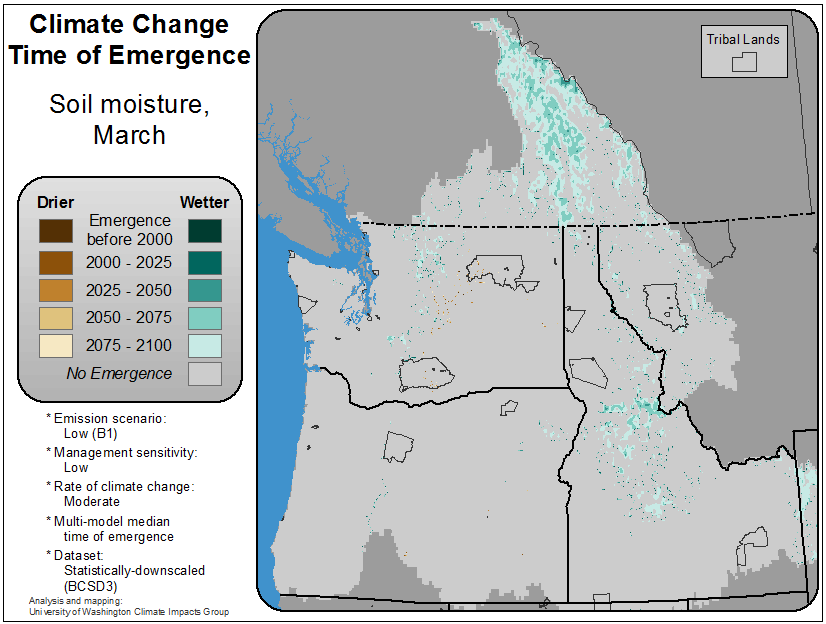 Climate Change
Time of Emergence
Soil moisture,
March
Tribal Lands
Drier
Wetter
Emergence
before 2000
2000 - 2025
2025 - 2050
2050 - 2075
2075 - 2100
No Emergence
* Emission scenario:
Low (B1)
* Management sensitivity:
Low
* Rate of climate change:
Moderate
* Multi-model median
time of emergence
* Dataset:
Statistically-downscaled
(BCSD3)
Analysis and mapping:
University of Washington Climate Impacts Group